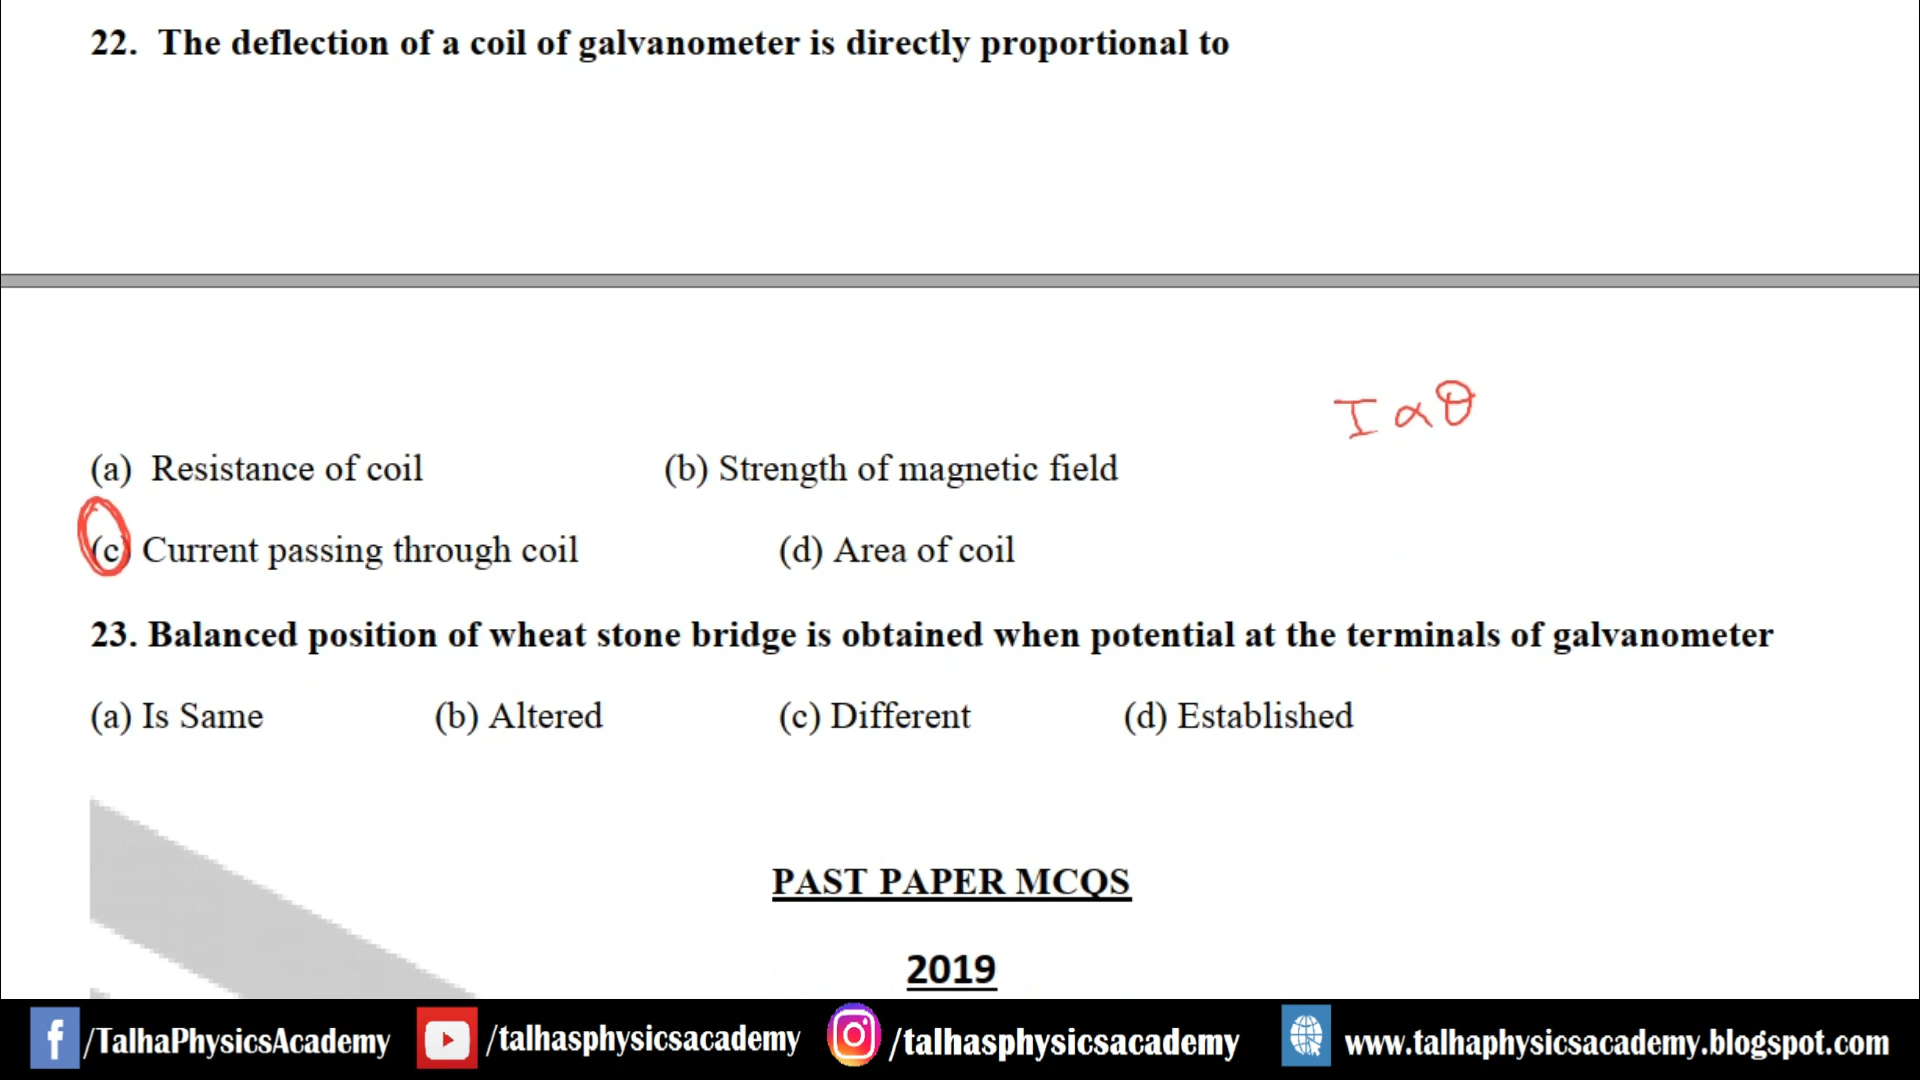 22. The deflection of a coil of galvanometer is directly proportional to
I α θ
(a) Resistance of coil (b) Strength of magnetic field
(c) Current passing through coil (d) Area of coil
23. Balanced position of wheat stone bridge is obtained when potential at the terminals of galvanometer
(a) Is Same (b) Altered (c) Different (d) Established
PAST PAPER MCQS
2019
/TalhaPhysicsAcademy /talhasphysicsacademy /talhasphysicsacademy www.talhaphysicsacademy.blogspot.com